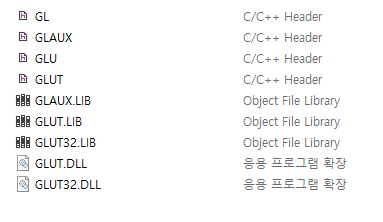 GL C/C++ Header
GLAUX C/C++ Header
GLU C/C++ Header
GLUT C/C++ Header
GLAUX.LIB Object File Library
GLUT.LIB Object File Library
GLUT32.LIB Object File Library
GLUT.DLL 응용 프로그램 확장
GLUT32.DLL 응용 프로그램 확장